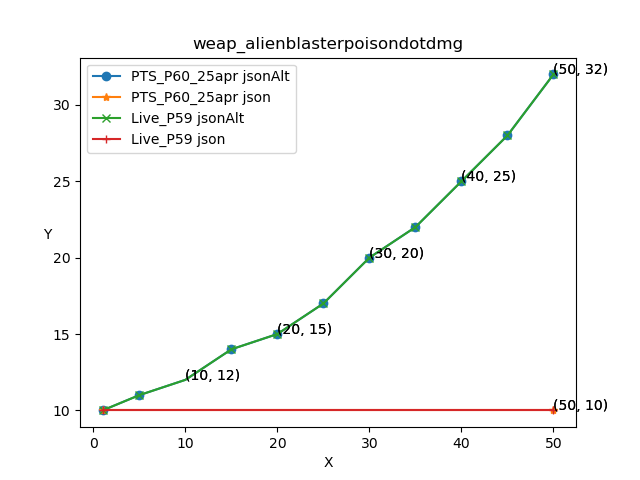 weap_alienblasterpoisondotdmg
PTS_P60_25apr jsonAlt
PTS_P60_25apr json
Live_P59 jsonAlt
Live_P59 json
(50, 32)
(40, 25)
(30, 20)
(20, 15)
(10, 12)
(50, 10)
Y
30
25
20
15
10
0 10 20 30 40 50
X